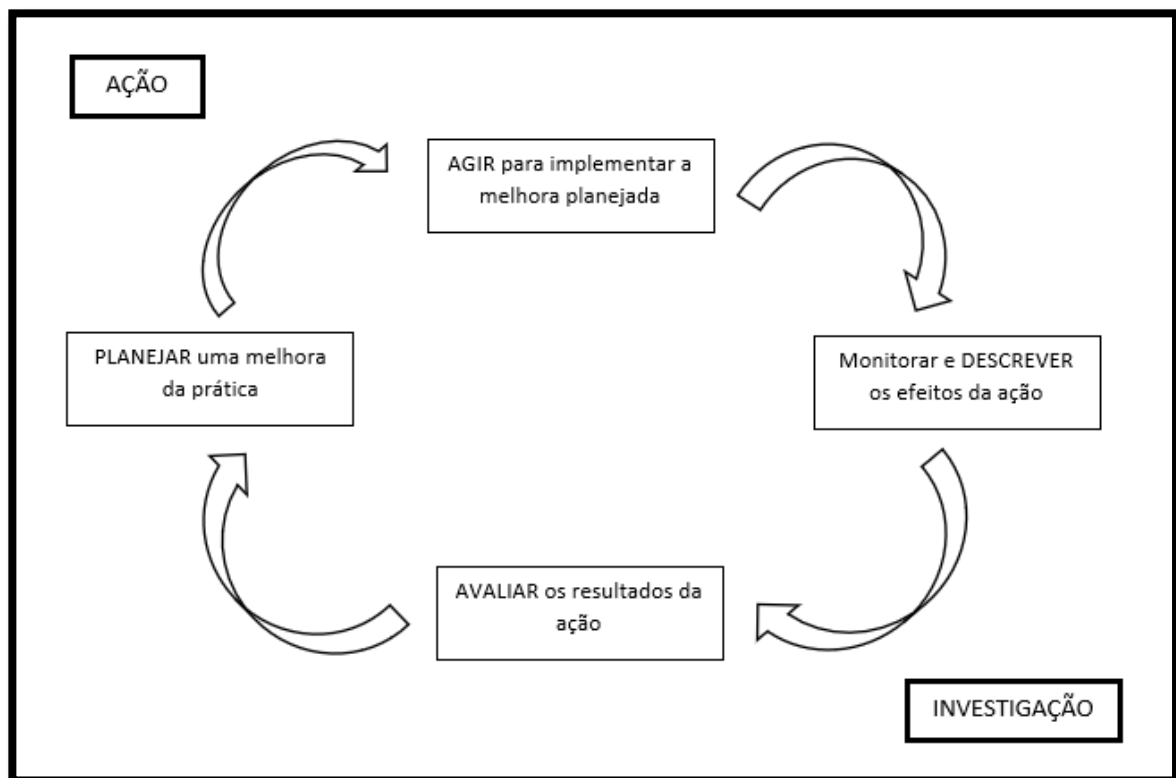 AÇÃO
AGIR para implementar a
melhora planejada
PLANEJAR uma melhora
da prática
Monitorar e DESCREVER
os efeitos da ação
AVALIAR os resultados da
ação
INVESTIGAÇÃO